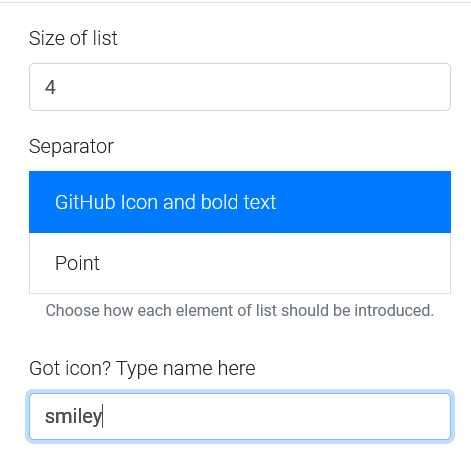 Size of list
4
Separator
GitHub Icon and bold text
Point
Choose how each element of list should be introduced.
Got icon? Type name here
smiley